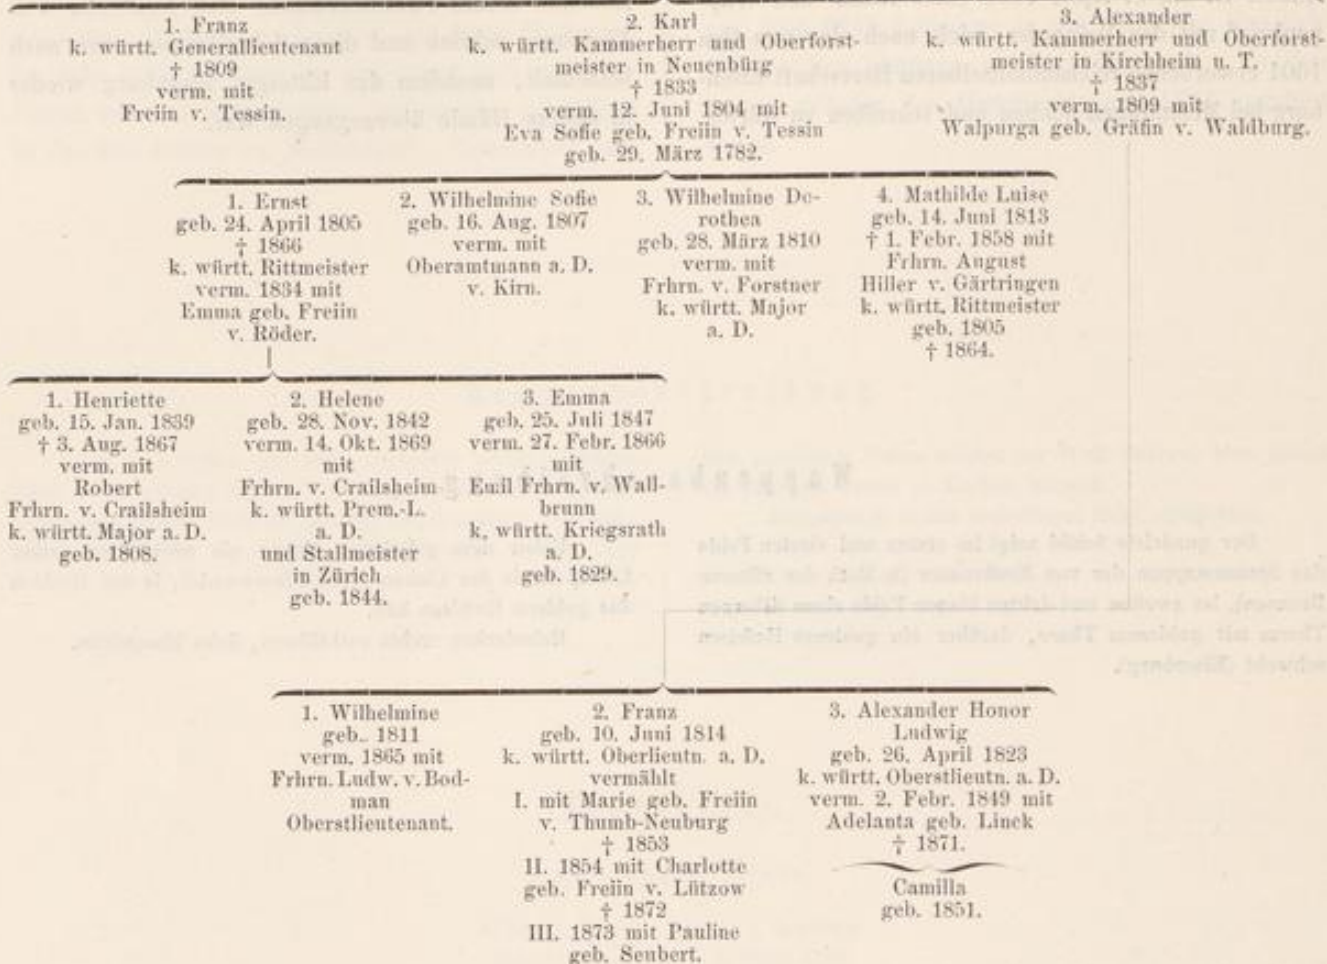 1. Franz
k. württ. Generallieutenant
† 1809
verm. mit
Freiin v. Tessin.
2. Karl
k. württ. Kammerherr und Oberforst-
meister in Neuenbürg
† 1833
verm. 12. Juni 1804 mit
Eva Sofie geb. Freiin v. Tessin
geb. 29. März 1782.
3. Alexander
k. württ. Kammerherr und Oberforst-
meister in Kirchheim u. T.
† 1837
verm. 1809 mit
Walpurga geb. Gräfin v. Waldburg.
1. Ernst
geb. 24. April 1805
† 1866
k. württ. Rittmeister
verm. 1834 mit
Emma geb. Freiin
v. Röder.
2. Wilhelmine Sofie
geb. 16. Aug. 1807
verm. mit
Oberamtmann a. D.
v. Kirn.
3. Wilhelmine Do-
rothea
geb. 28. März 1810
verm. mit
Frhrn. v. Forstner
k. württ. Major
a. D.
4. Mathilde Luise
geb. 14. Juni 1813
† 1. Febr. 1858 mit
Frhrn. August
Hiller v. Gärtringen
k. württ. Rittmeister
geb. 1805
† 1864.
1. Henriette
geb. 15. Jan. 1839
† 3. Aug. 1867
verm. mit
Robert
Frhrn. v. Crailsheim
k. württ. Major a. D.
geb. 1808.
2. Helene
geb. 28. Nov. 1842
verm. 14. Okt. 1869
mit
Frhrn. v. Crailsheim
k. württ. Prem.-L.
a. D.
und Stallmeister
in Zürich
geb. 1844.
3. Emma
geb. 25. Juli 1847
verm. 27. Febr. 1866
mit
Emil Frhrn. v. Wall-
brunn
k. württ. Kriegsrath
a. D.
geb. 1829.
1. Wilhelmine
geb. 1811
verm. 1865 mit
Frhrn. Ludw. v. Bod-
man
Oberstlieutenant.
2. Franz
geb. 10. Juni 1814
k. württ. Oberlieutn. a. D.
vermählt
I. mit Marie geb. Freiin
v. Thumb-Neuburg
† 1853
II. 1854 mit Charlotte
geb. Freiin v. Lützow
† 1872
III. 1873 mit Pauline
geb. Seubert.
3. Alexander Honor
Ludwig
geb. 26. April 1823
k. württ. Oberstlieutn. a. D.
verm. 2. Febr. 1849 mit
Adelanta geb. Linck
† 1871.
Camilla
geb. 1851.